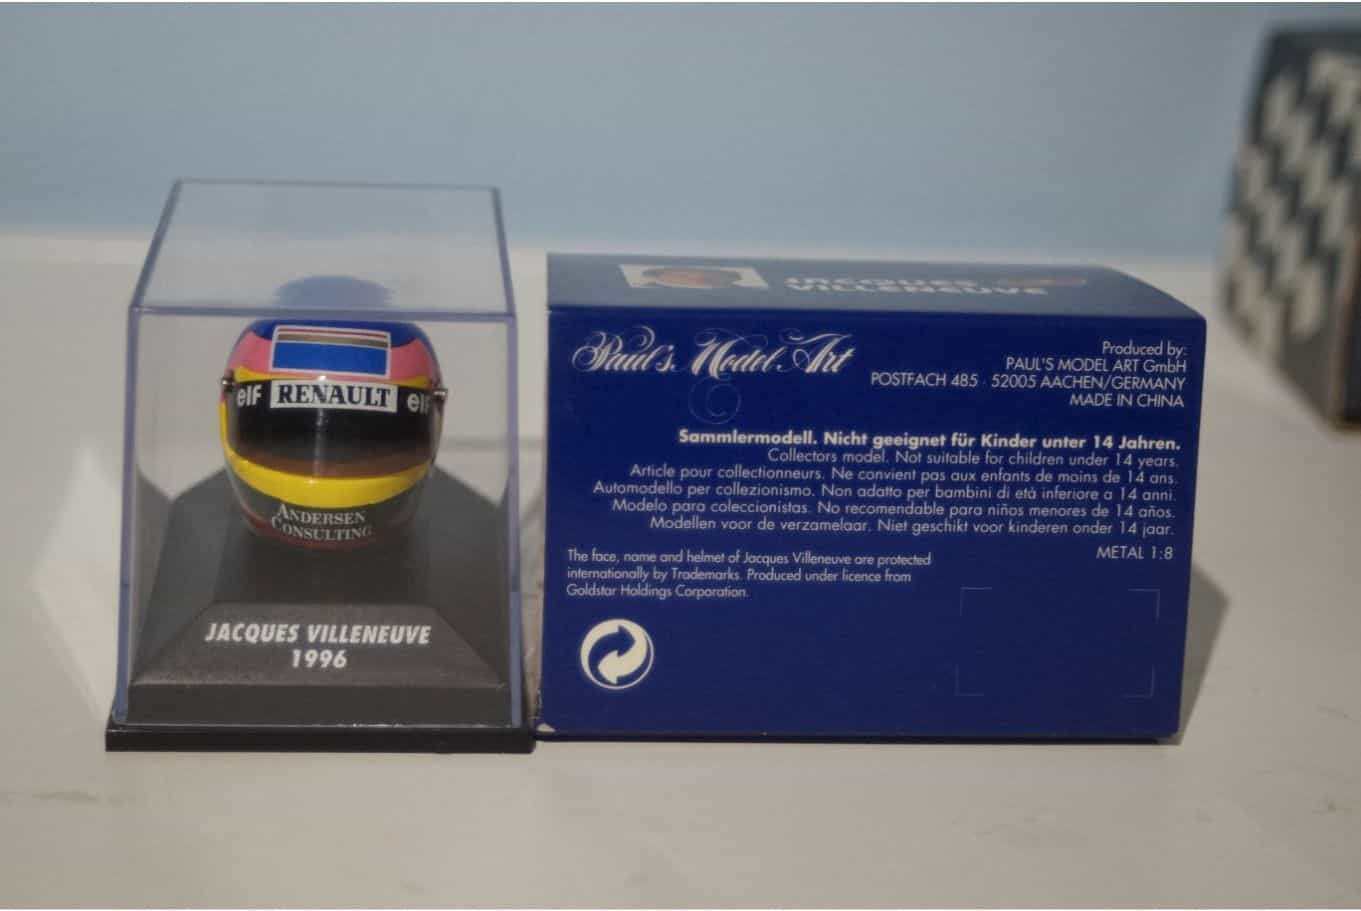 elf RENAULT elf
ANDERSEN
CONSULTING
JACQUES VILLENEUVE
1996
JACQUES
VILLENEUVE
Paul's Model Art
Produced by:
PAUL'S MODEL ART GmbH
POSTFACH 485 · 52005 AACHEN/GERMANY
MADE IN CHINA
Sammlermodell. Nicht geeignet für Kinder unter 14 Jahren.
Collectors model. Not suitable for children under 14 years.
Article pour collectionneurs. Ne convient pas aux enfants de moins de 14 ans.
Automodello per collezionismo. Non adatto per bambini di età inferiore a 14 anni.
Modelo para coleccionistas. No recomendable para niños menores de 14 años.
Modellen voor de verzamelaar. Niet geschikt voor kinderen onder 14 jaar.
METAL 1:8
The face, name and helmet of Jacques Villeneuve are protected
internationally by Trademarks. Produced under licence from
Goldstar Holdings Corporation.